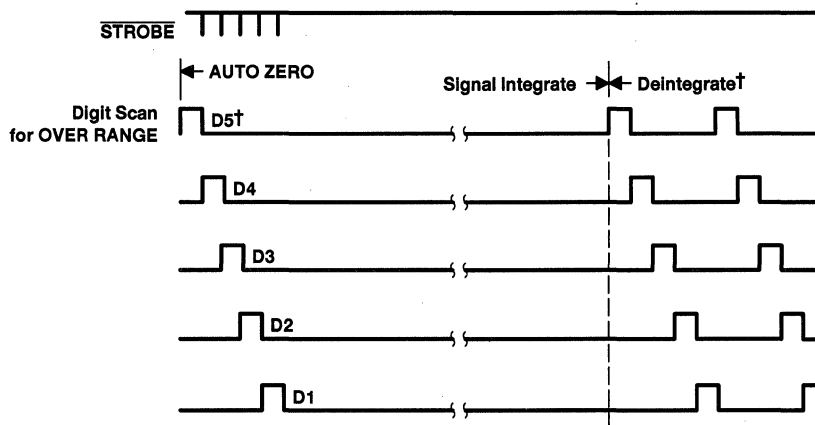 STROBE
AUTO ZERO
Signal Integrate
Deintegrate†
Digit Scan
for OVER RANGE
D5†
D4
D3
D2
D1